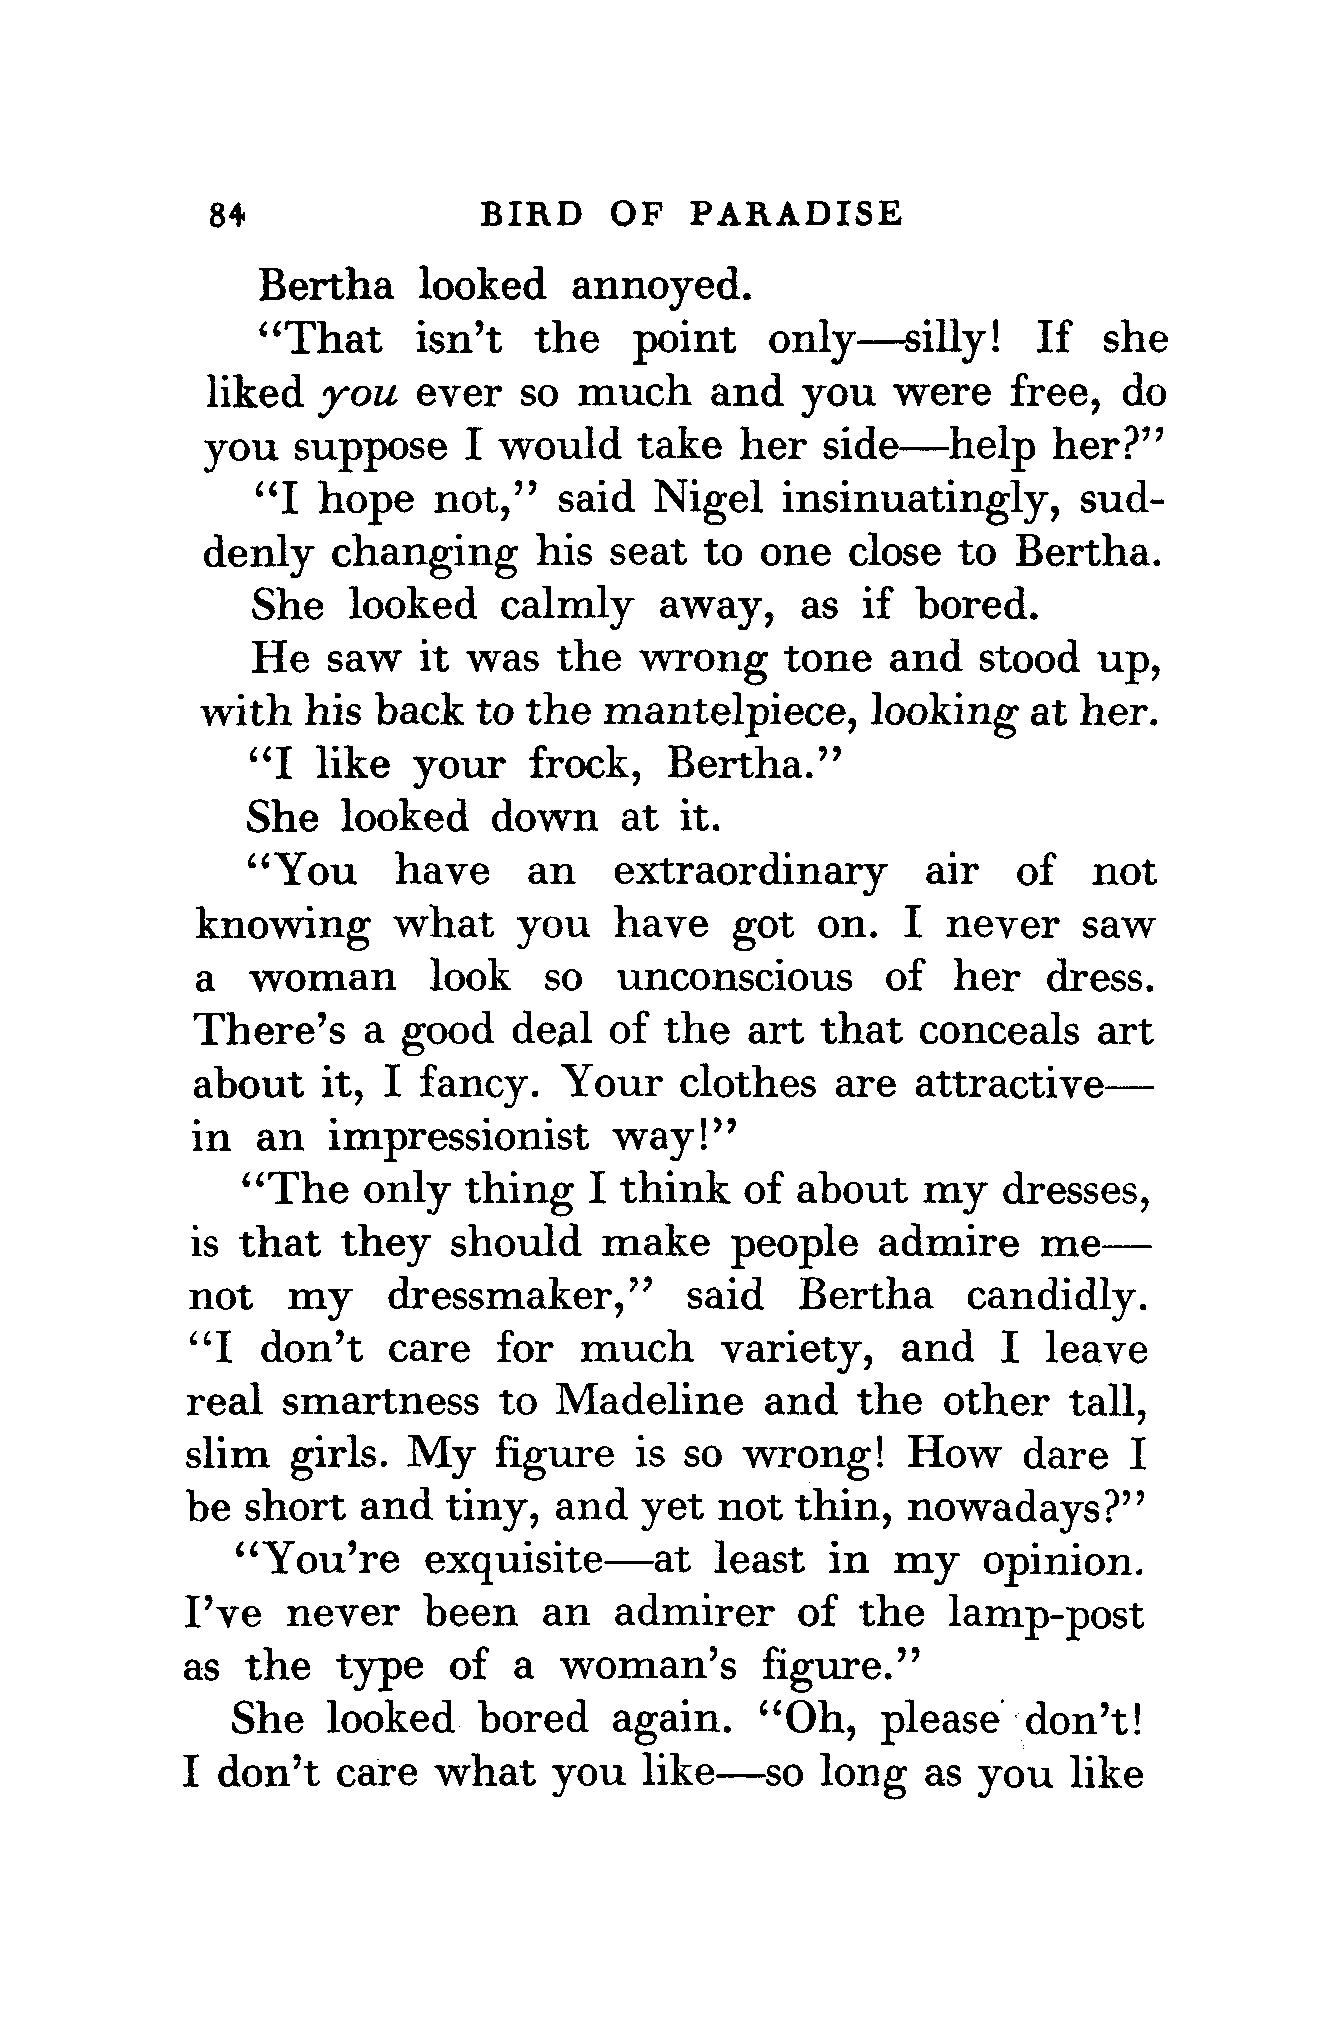 84 BIRD OF PARADISE
Bertha looked annoyed.
“That isn’t the point only—silly! If she
liked you ever so much and you were free, do
you suppose I would take her side—help her?”
“I hope not,” said Nigel insinuatingly, sud-
denly changing his seat to one close to Bertha.
She looked calmly away, as if bored.
He saw it was the wrong tone and stood up,
with his back to the mantelpiece, looking at her.
“I like your frock, Bertha.”
She looked down at it.
“You have an extraordinary air of not
knowing what you have got on. I never saw
a woman look so unconscious of her dress.
There’s a good deal of the art that conceals art
about it, I fancy. Your clothes are attractive—
in an impressionist way!”
“The only thing I think of about my dresses,
is that they should make people admire me—
not my dressmaker,” said Bertha candidly.
“I don’t care for much variety, and I leave
real smartness to Madeline and the other tall,
slim girls. My figure is so wrong! How dare I
be short and tiny, and yet not thin, nowadays?”
“You’re exquisite—at least in my opinion.
I’ve never been an admirer of the lamp-post
as the type of a woman’s figure.”
She looked bored again. “Oh, please don’t!
I don’t care what you like—so long as you like